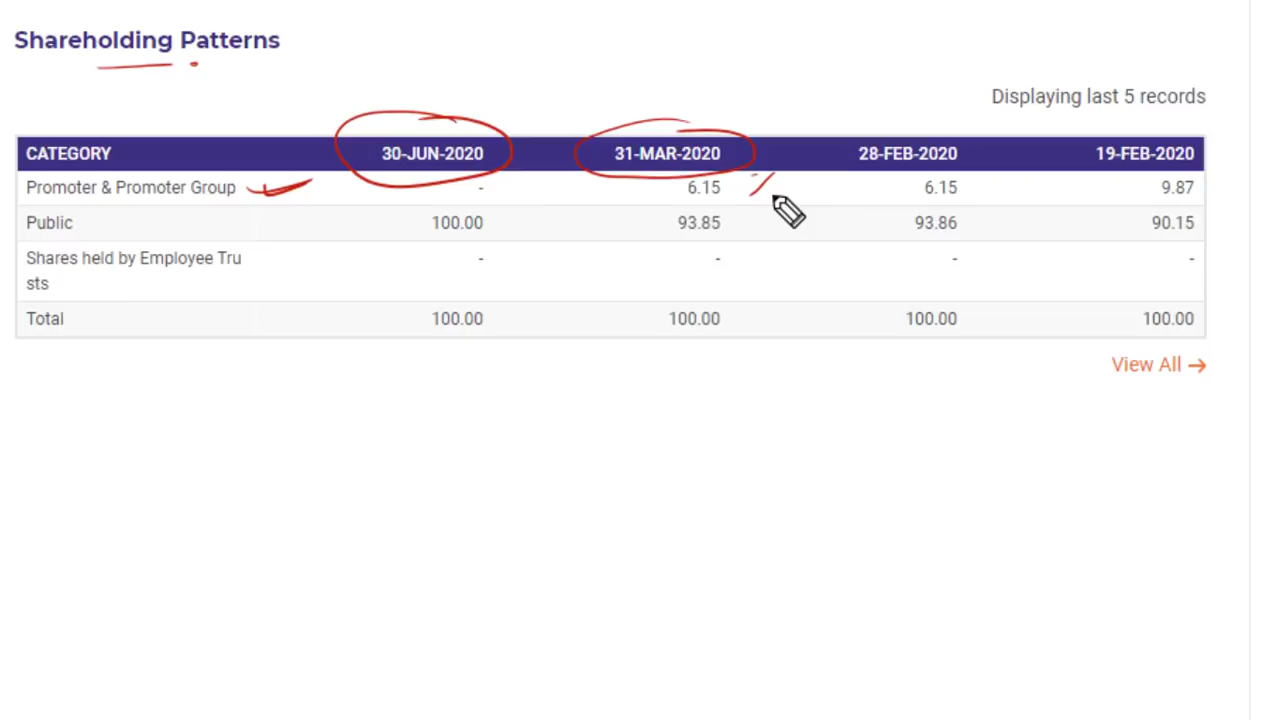 Shareholding Patterns
Displaying last 5 records
CATEGORY 30-JUN-2020 31-MAR-2020 28-FEB-2020 19-FEB-2020
Promoter & Promoter Group - 6.15 6.15 9.87
Public 100.00 93.85 93.86 90.15
Shares held by Employee Tru - - - -
sts
Total 100.00 100.00 100.00 100.00
View All →